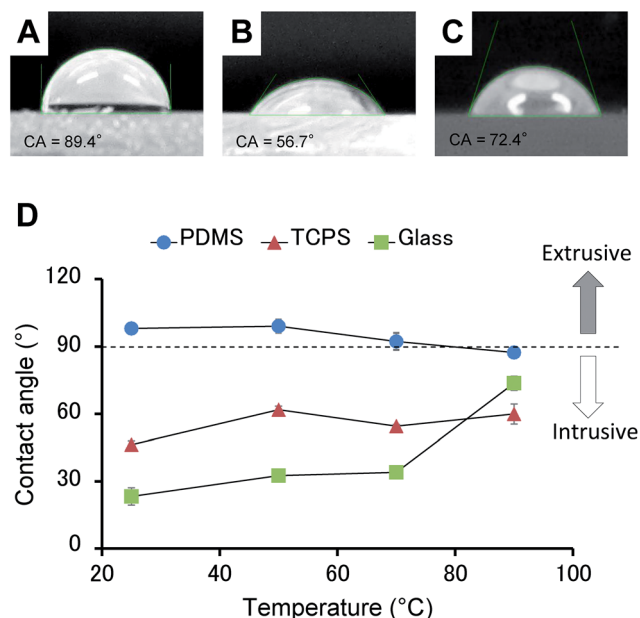 A
B
C
CA = 89.4°
CA = 56.7°
CA = 72.4°
D
PDMS
TCPS
Glass
Extrusive
Intrusive
Contact angle (°)
120
90
60
30
0
20
40
60
80
100
Temperature (°C)